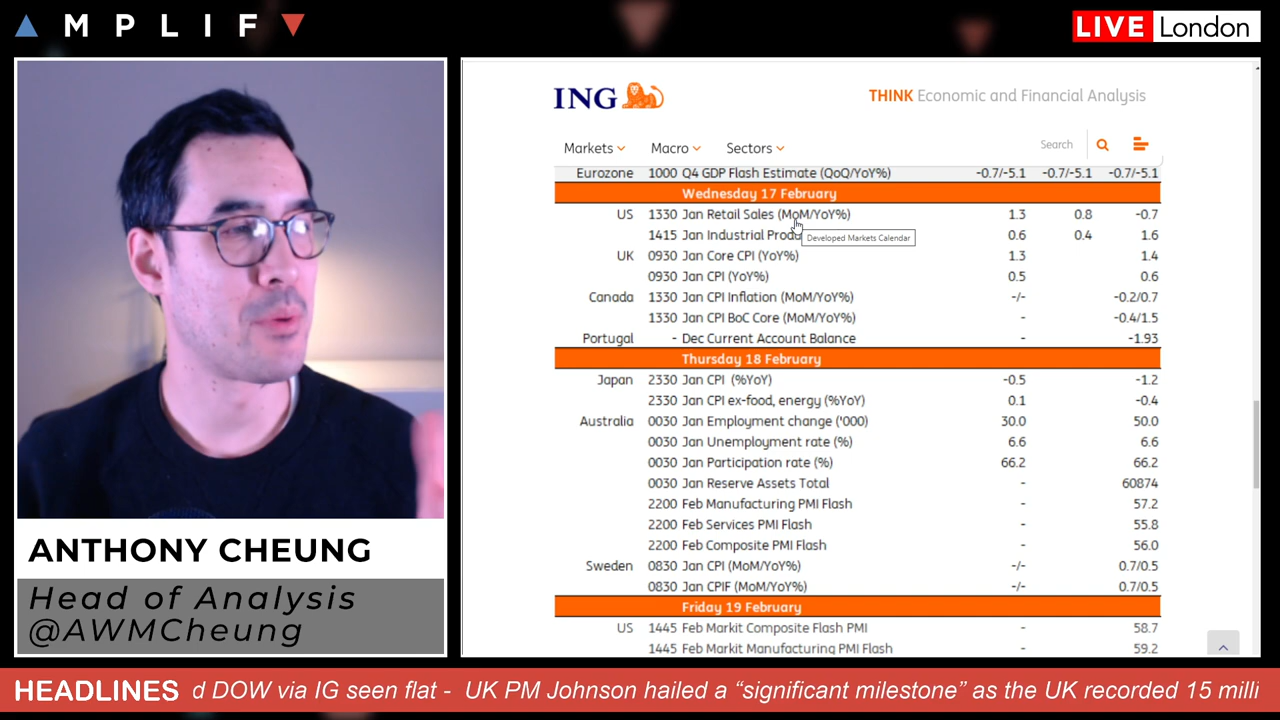 AMPLIFY
LIVE London
ING
THINK Economic and Financial Analysis
Markets Macro Sectors Search
Eurozone 1000 Q4 GDP Flash Estimate (QoQ/YoY%) -0.7/-5.1 -0.7/-5.1 -0.7/-5.1
Wednesday 17 February
US 1330 Jan Retail Sales (MoM/YoY%) 1.3 0.8 -0.7
1415 Jan Industrial 0.6 0.4 1.6
Developed Markets Calendar
UK 0930 Jan Core CPI (YoY%) 1.3 1.4
0930 Jan CPI (YoY%) 0.5 0.6
Canada 1330 Jan CPI Inflation (MoM/YoY%) -/- -0.2/0.7
1330 Jan CPI BoC Core (MoM/YoY%) - -0.4/1.5
Portugal - Dec Current Account Balance - -1.93
Thursday 18 February
Japan 2330 Jan CPI (%YoY) -0.5 -1.2
2330 Jan CPI ex-food, energy (%YoY) 0.1 -0.4
Australia 0030 Jan Employment change ('000) 30.0 50.0
0030 Jan Unemployment rate (%) 6.6 6.6
0030 Jan Participation rate (%) 66.2 66.2
0030 Jan Reserve Assets Total - 60874
2200 Feb Manufacturing PMI Flash - 57.2
2200 Feb Services PMI Flash - 55.8
2200 Feb Composite PMI Flash - 56.0
Sweden 0830 Jan CPI (MoM/YoY%) -/- 0.7/0.5
0830 Jan CPIF (MoM/YoY%) -/- 0.7/0.5
Friday 19 February
US 1445 Feb Markit Composite Flash PMI - 58.7
1445 Feb Markit Manufacturing PMI Flash - 59.2
ANTHONY CHEUNG
Head of Analysis
@AWMCheung
HEADLINES d DOW via IG seen flat - UK PM Johnson hailed a “significant milestone” as the UK recorded 15 milli